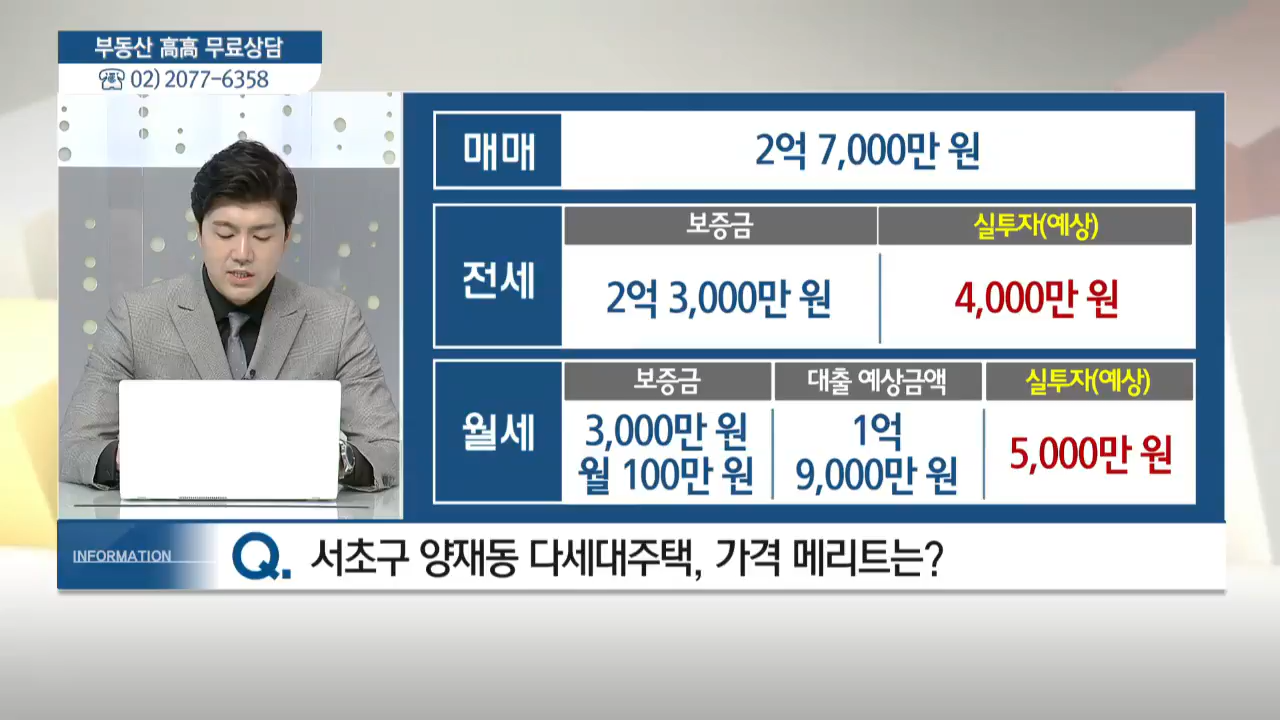 부동산 高高 무료상담
☏ 02) 2077-6358
매매
2억 7,000만 원
전세
보증금
실투자(예상)
2억 3,000만 원
4,000만 원
월세
보증금
대출 예상금액
실투자(예상)
3,000만 원
월 100만 원
1억
9,000만 원
5,000만 원
INFORMATION
Q. 서초구 양재동 다세대주택, 가격 메리트는?